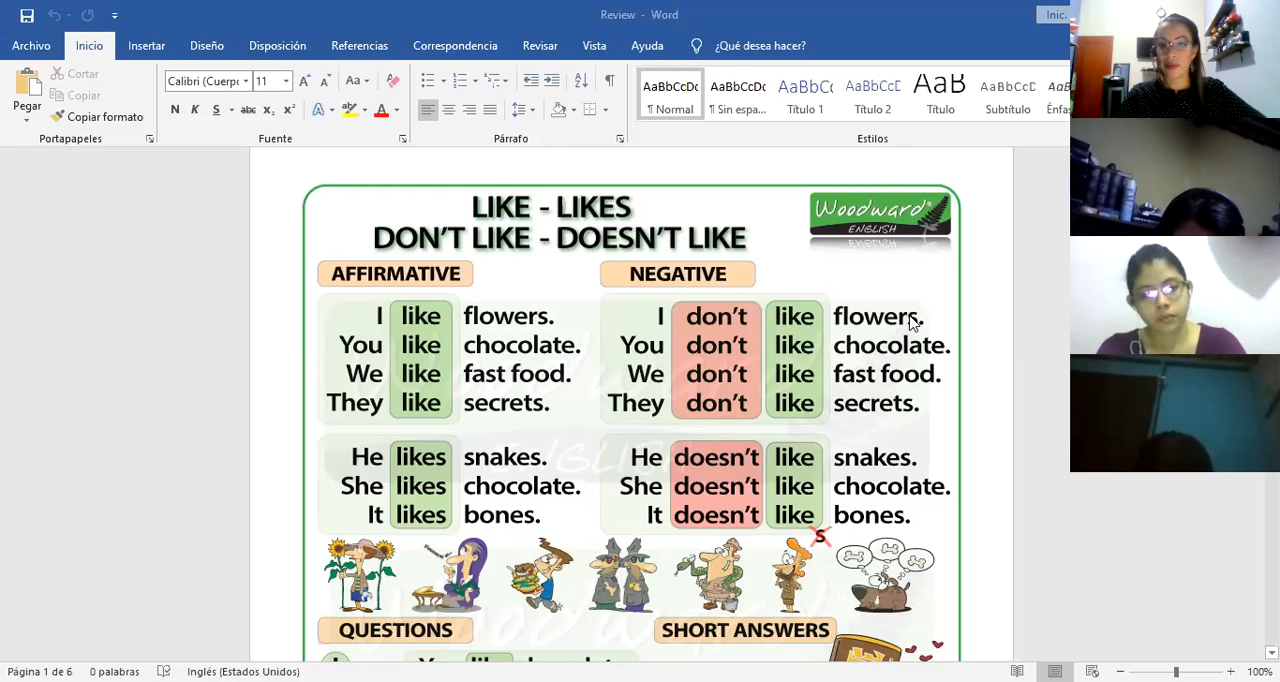 Review - Word
Inic.
Archivo Inicio Insertar Diseño Disposición Referencias Correspondencia Revisar Vista Ayuda ¿Qué desea hacer?
Pegar
Cortar
Copiar
Copiar formato
Portapapeles
Calibri (Cuerpo 11
Fuente
Párrafo
AaBbCcDc AaBbCcDc AaBbCc AaBbCcD AaB AaBbCcD
¶ Normal ¶ Sin espa... Título 1 Título 2 Título Subtítulo Énfas
Estilos
LIKE - LIKES
DON'T LIKE - DOESN'T LIKE
Woodward®
ENGLISH
AFFIRMATIVE
I like flowers.
You like chocolate.
We like fast food.
They like secrets.
He likes snakes.
She likes chocolate.
It likes bones.
NEGATIVE
I don't like flowers.
You don't like chocolate.
We don't like fast food.
They don't like secrets.
He doesn't like snakes.
She doesn't like chocolate.
It doesn't like bones.
s
QUESTIONS
SHORT ANSWERS
Página 1 de 6 0 palabras Inglés (Estados Unidos) 100%